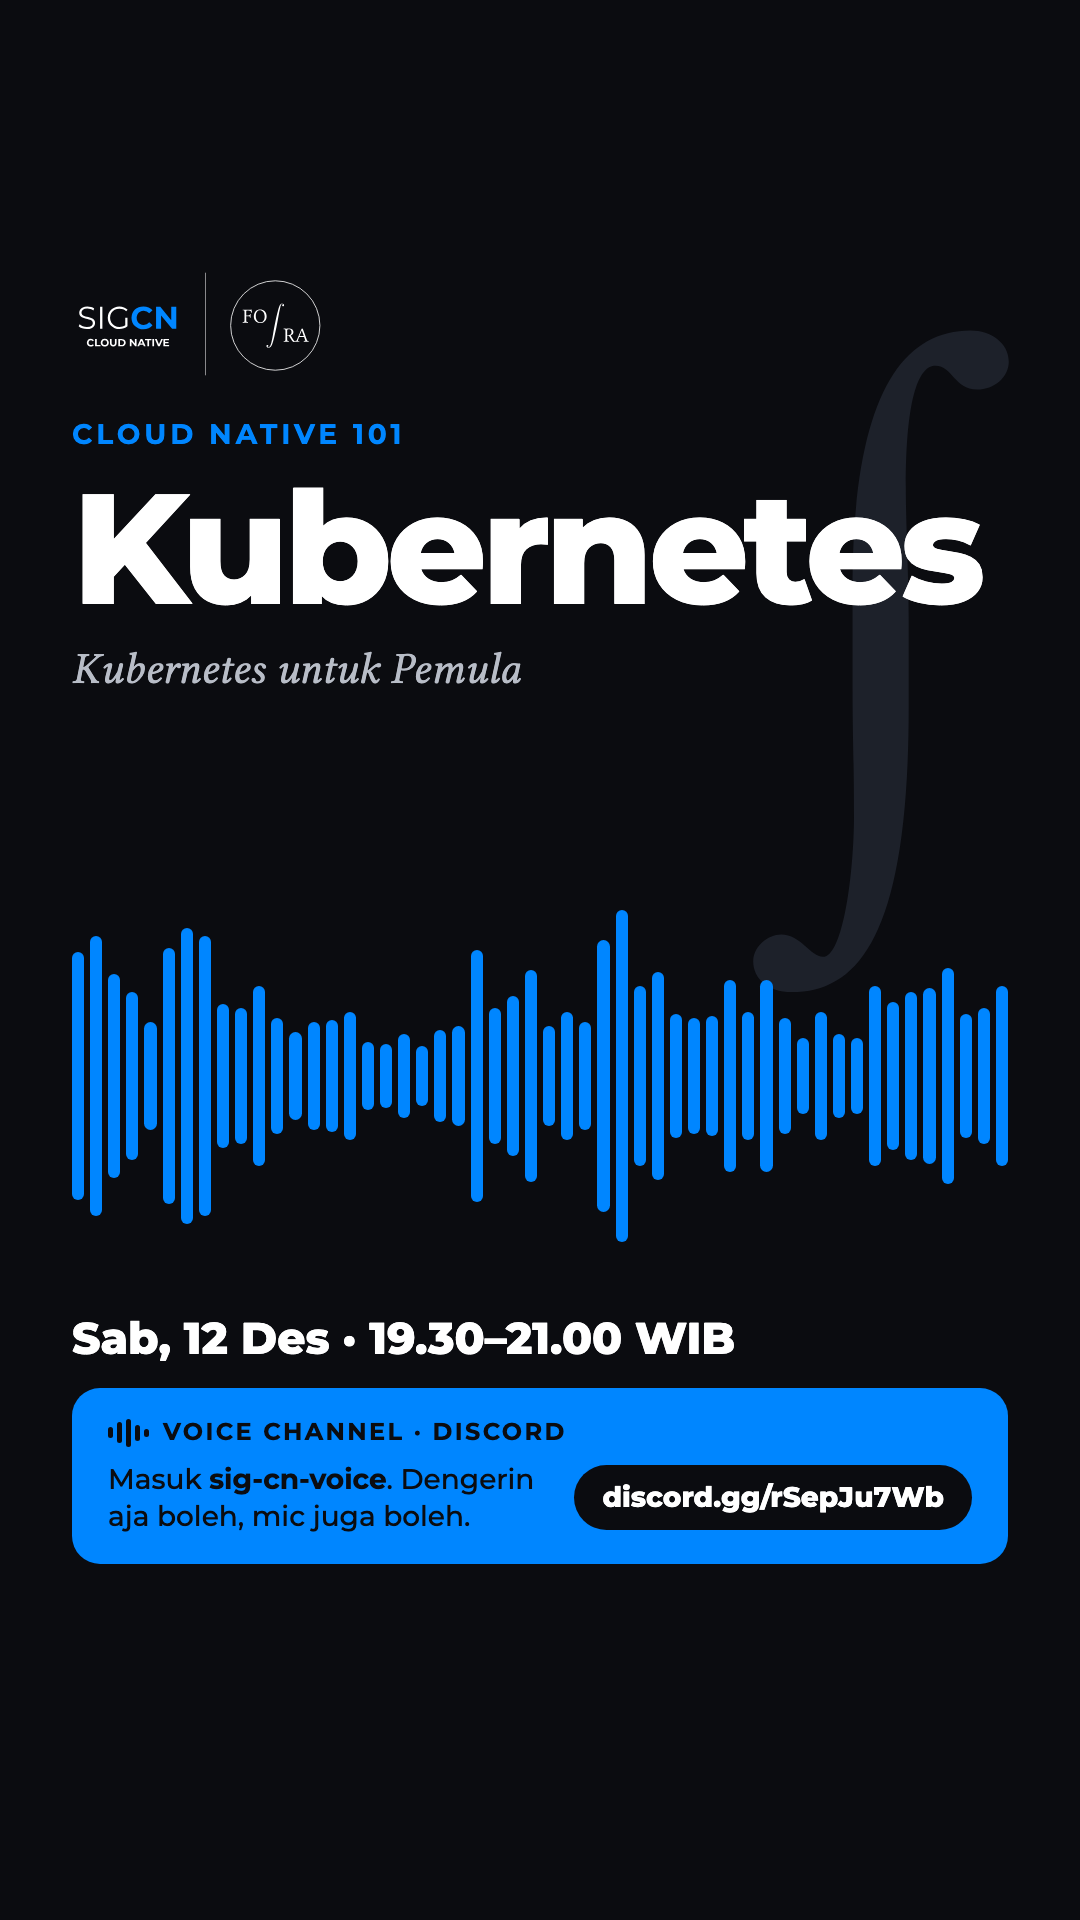 SIGCN
CLOUD NATIVE
FO∫RA
CLOUD NATIVE 101
Kubernetes
Kubernetes untuk Pemula
Sab, 12 Des · 19.30–21.00 WIB
VOICE CHANNEL · DISCORD
Masuk sig-cn-voice. Dengerin
aja boleh, mic juga boleh.
discord.gg/rSepJu7Wb